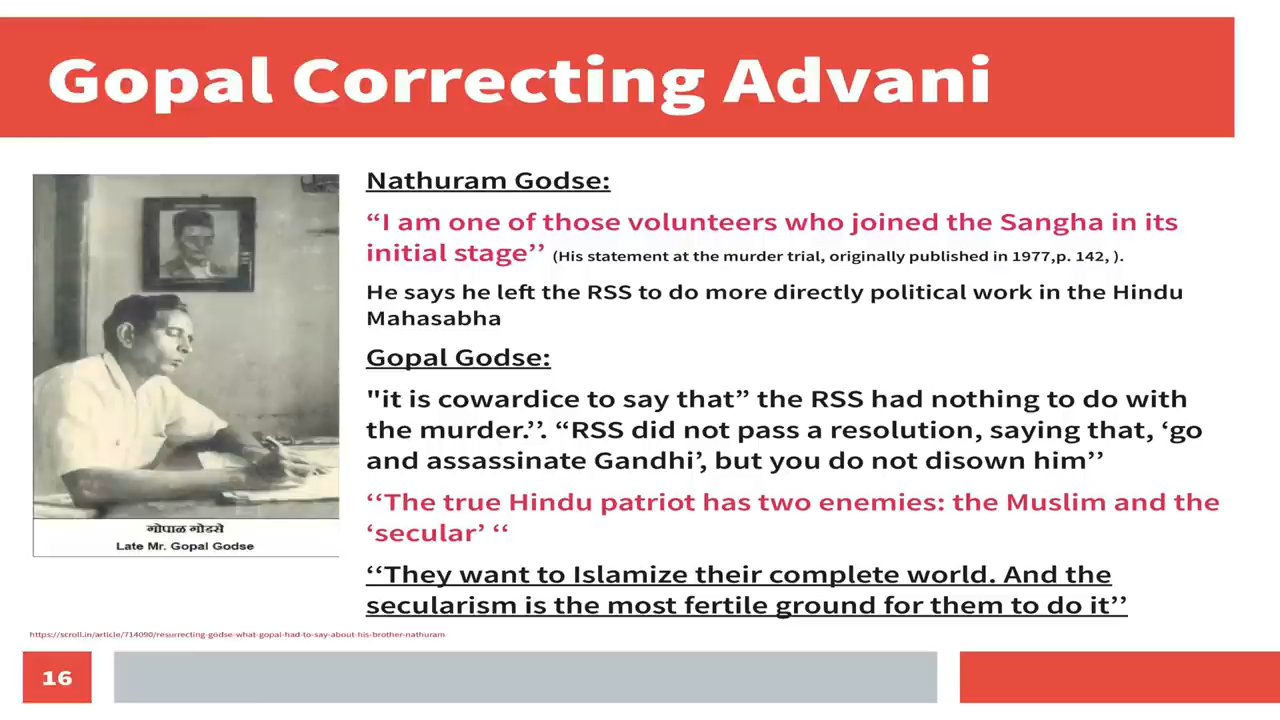 Gopal Correcting Advani
Nathuram Godse:
“I am one of those volunteers who joined the Sangha in its
initial stage’’ (His statement at the murder trial, originally published in 1977,p. 142, ).
He says he left the RSS to do more directly political work in the Hindu
Mahasabha
Gopal Godse:
"it is cowardice to say that” the RSS had nothing to do with
the murder.’’. “RSS did not pass a resolution, saying that, ‘go
and assassinate Gandhi’, but you do not disown him’’
‘‘The true Hindu patriot has two enemies: the Muslim and the
‘secular’ ‘‘
‘‘They want to Islamize their complete world. And the
secularism is the most fertile ground for them to do it’’
गोपाळ गोडसे
Late Mr. Gopal Godse
https://scroll.in/article/714090/resurrecting-godse-what-gopal-had-to-say-about-his-brother-nathuram
16